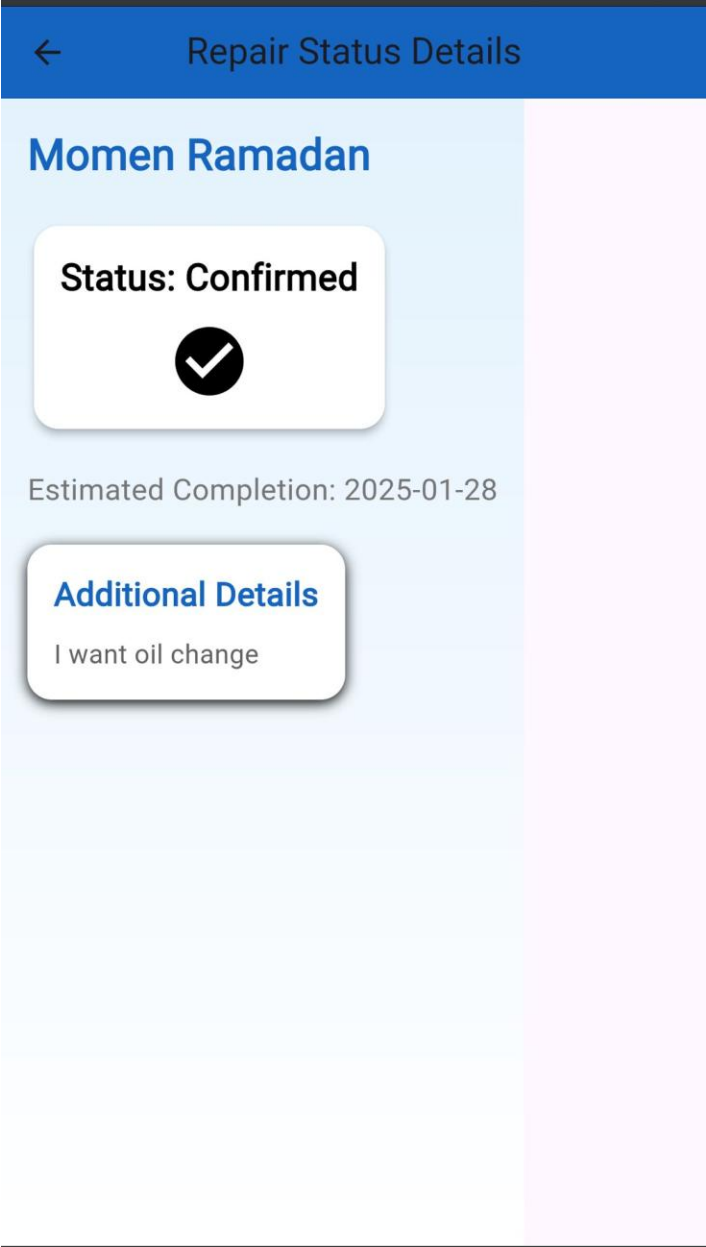 Repair Status Details
Momen Ramadan
Status: Confirmed
Estimated Completion: 2025-01-28
Additional Details
I want oil change